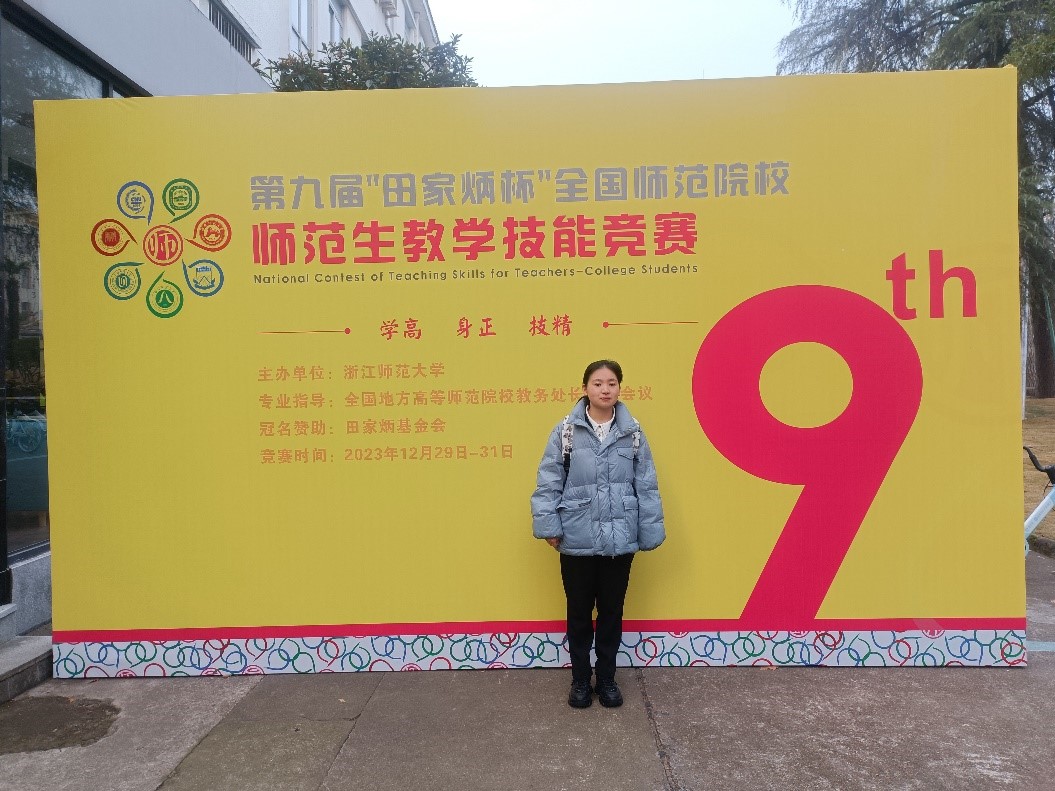 第九届"田家炳杯"全国师范院校
师范生教学技能竞赛
National Contest of Teaching Skills for Teachers-College Students
学高 身正 技精
主办单位：浙江师范大学
专业指导：全国地方高等师范院校教务处长 会议
冠名赞助：田家炳基金会
竞赛时间：2023年12月29日-31日
9th
师